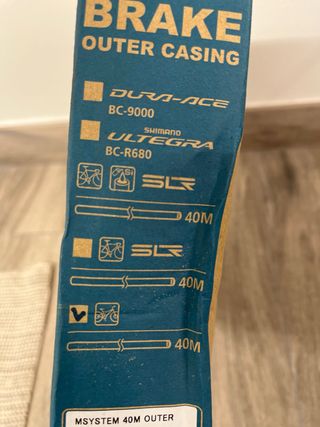 BRAKE
OUTER CASING
DURA-ACE
BC-9000
SHIMANO
ULTEGRA
BC-R680
SLR
40M
SLR
40M
40M
MSYSTEM 40M OUTER